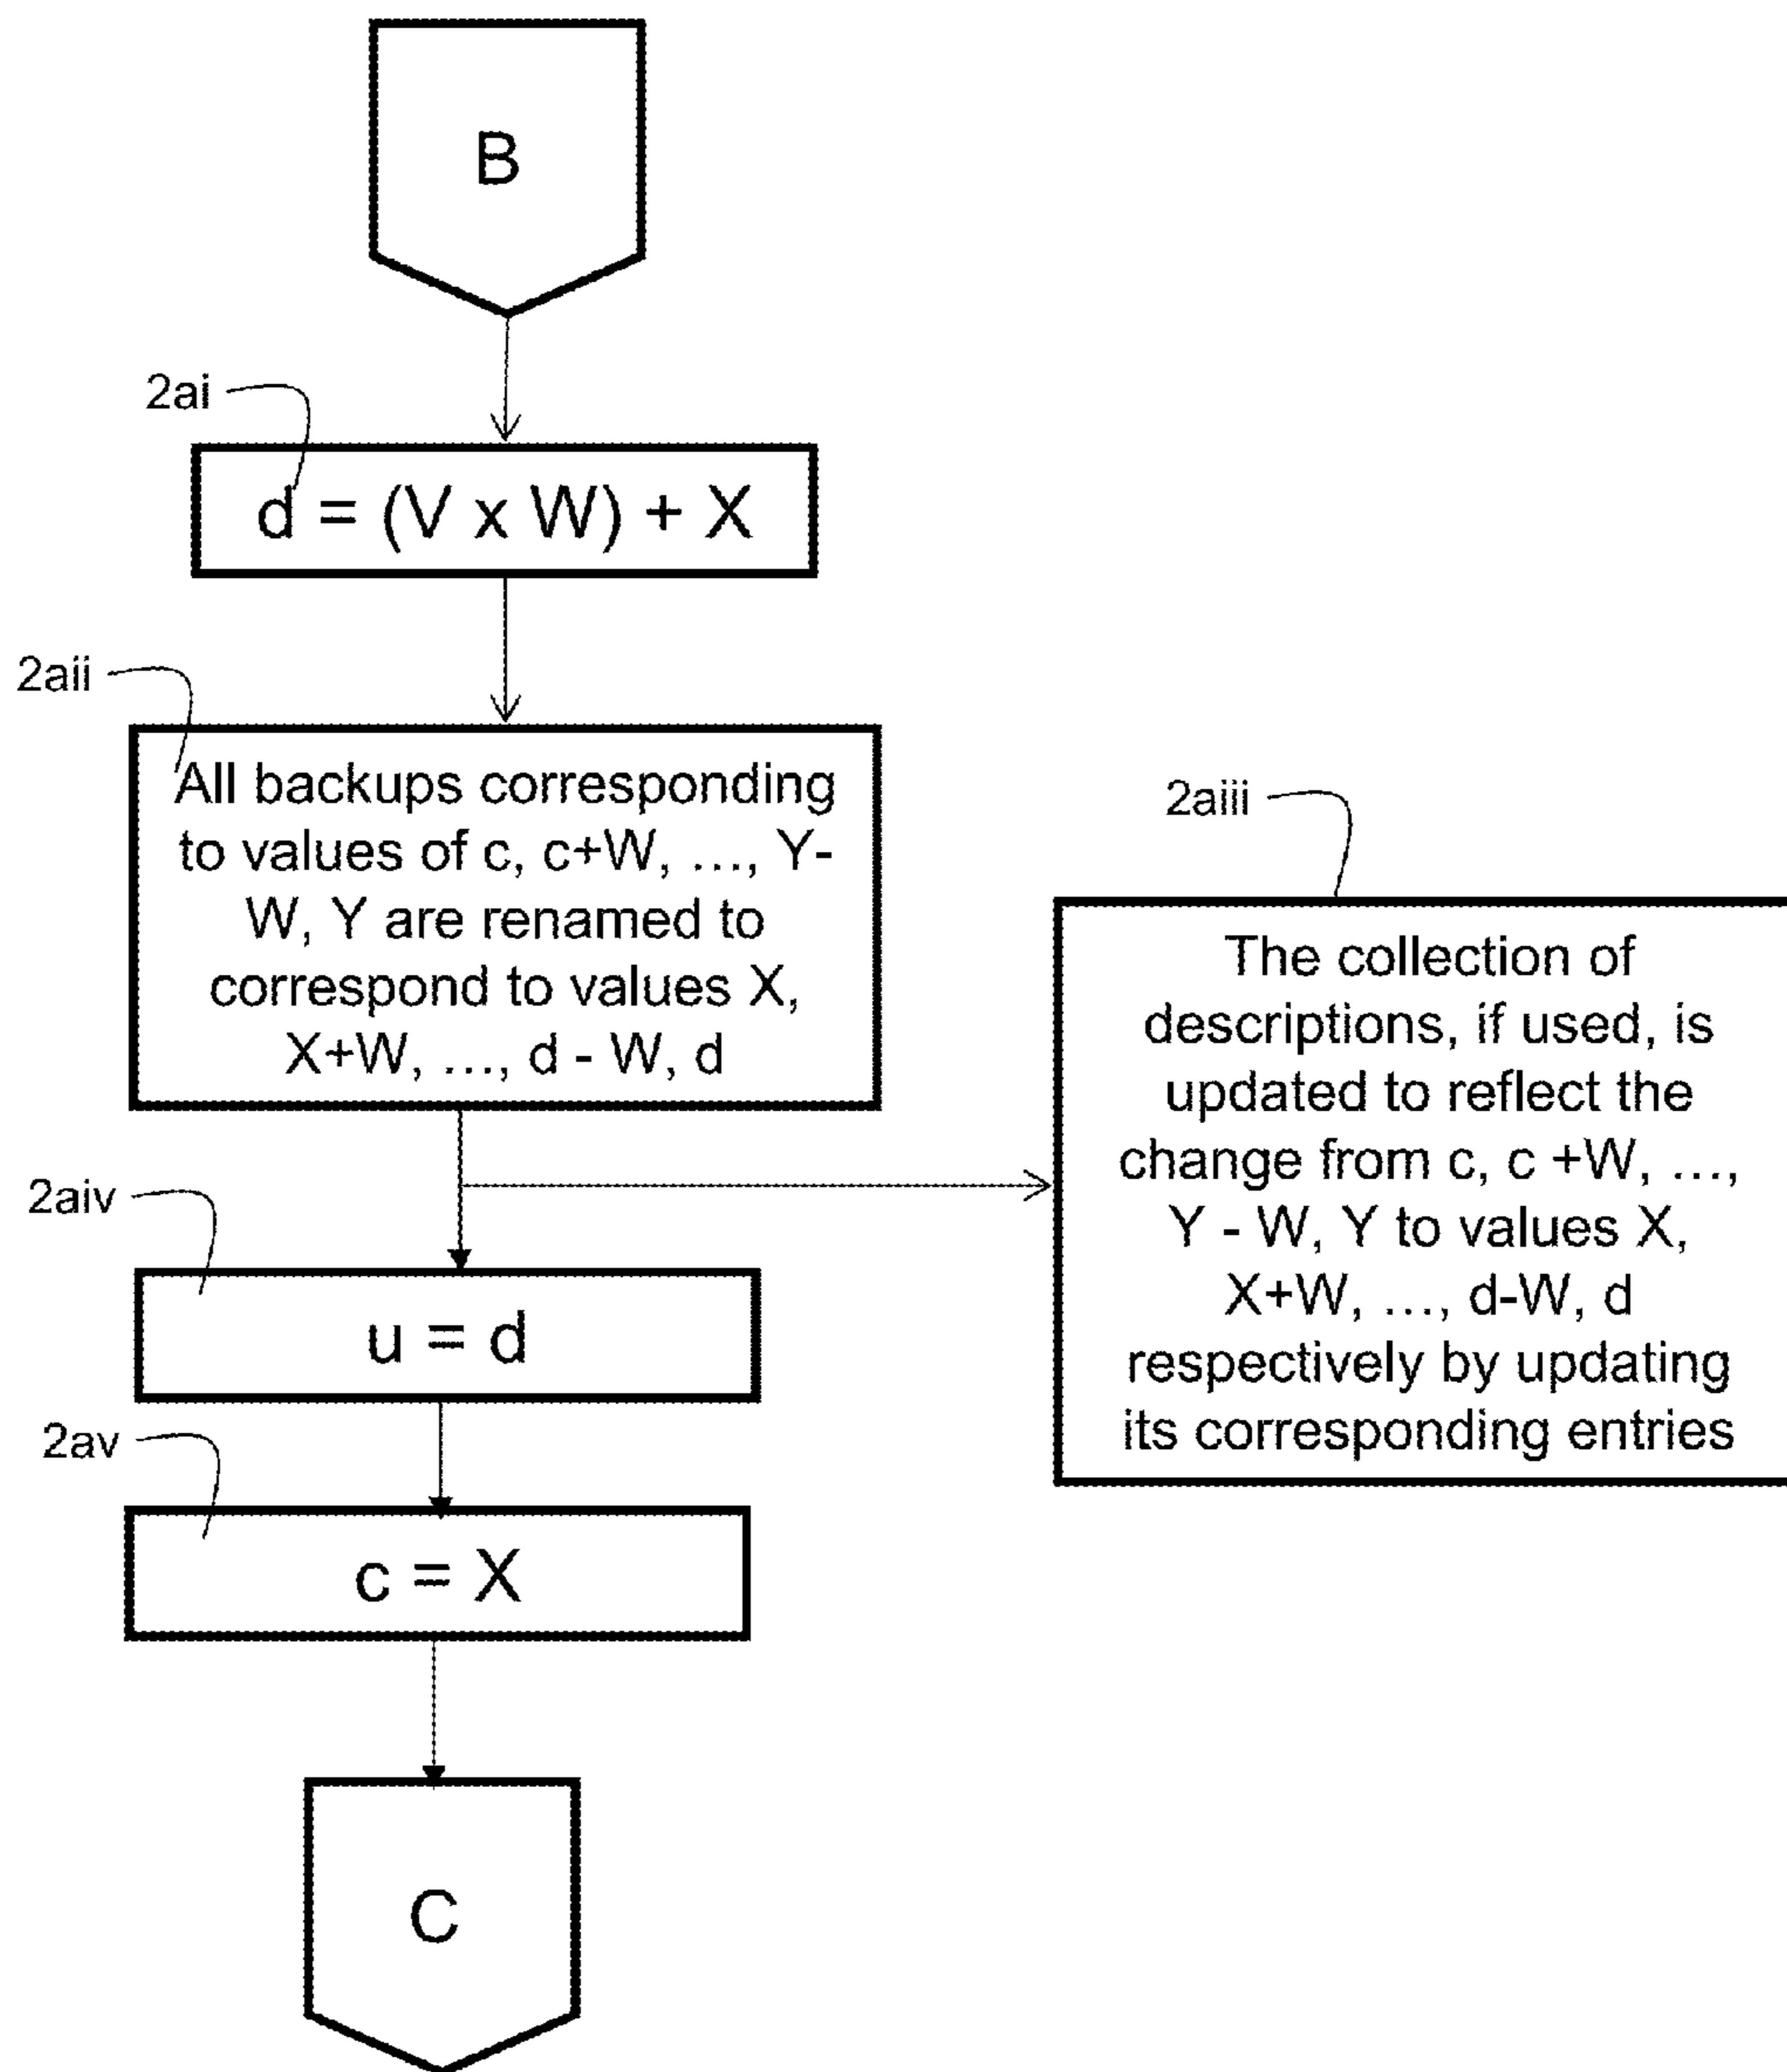 B
2ai
d = (V x W) + X
2aii
All backups corresponding
to values of c, c+W, ..., Y-
W, Y are renamed to
correspond to values X,
X+W, ..., d - W, d
2aiii
The collection of
descriptions, if used, is
updated to reflect the
change from c, c +W, ...,
Y - W, Y to values X,
X+W, ..., d-W, d
respectively by updating
its corresponding entries
2aiv
u = d
2av
c = X
C